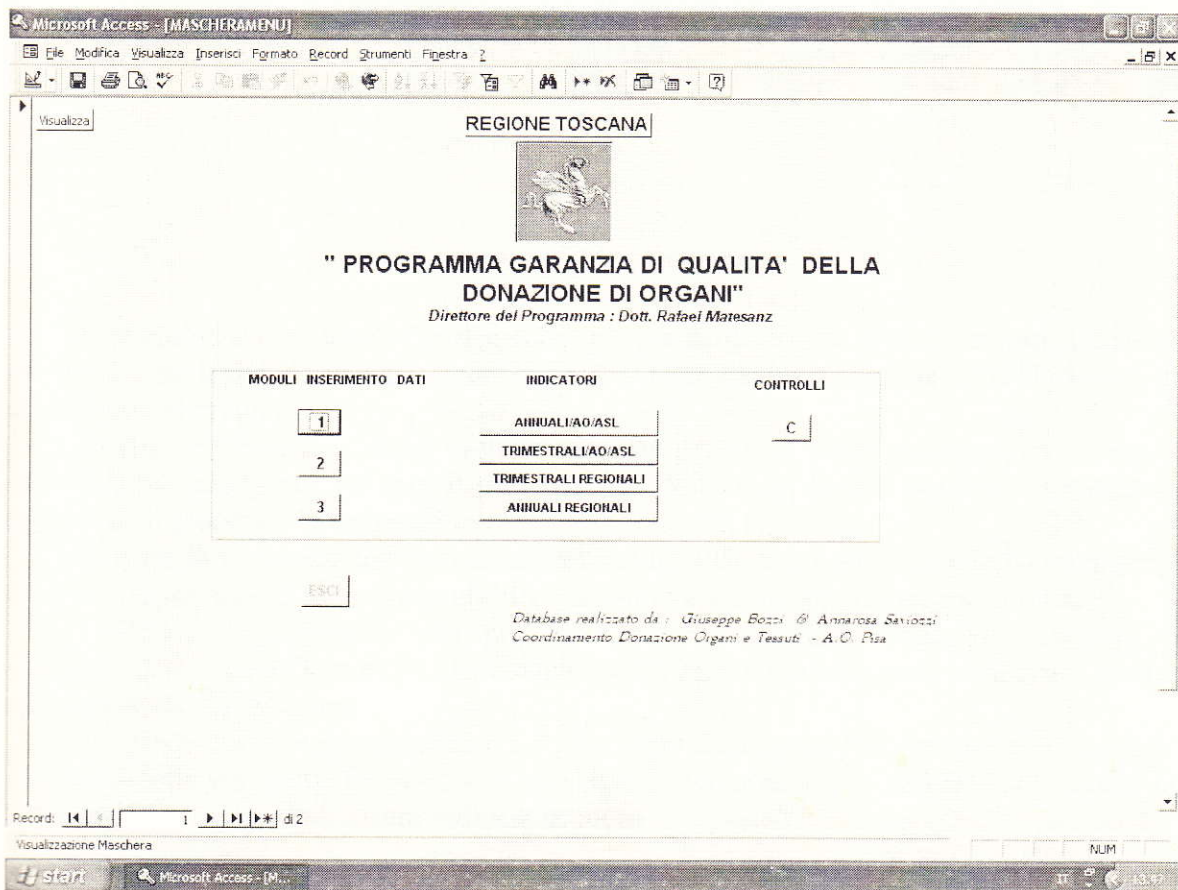 Microsoft Access - [MASCHERAMENU]
File Modifica Visualizza Inserisci Formato Record Strumenti Finestra ?
Visualizza
REGIONE TOSCANA
" PROGRAMMA GARANZIA DI QUALITA' DELLA
DONAZIONE DI ORGANI"
Direttore del Programma : Dott. Rafael Matesanz
MODULI INSERIMENTO DATI INDICATORI CONTROLLI
1 ANNUALI/AO/ASL C
2 TRIMESTRALI/AO/ASL
TRIMESTRALI REGIONALI
3 ANNUALI REGIONALI
ESCI
Database realizzato da : Giuseppe Bozzi & Annarosa Saviozzi
Coordinamento Donazione Organi e Tessuti - A.O. Pisa
Record: 1 di 2
Visualizzazione Maschera
NUM
start Microsoft Access - [M... IT